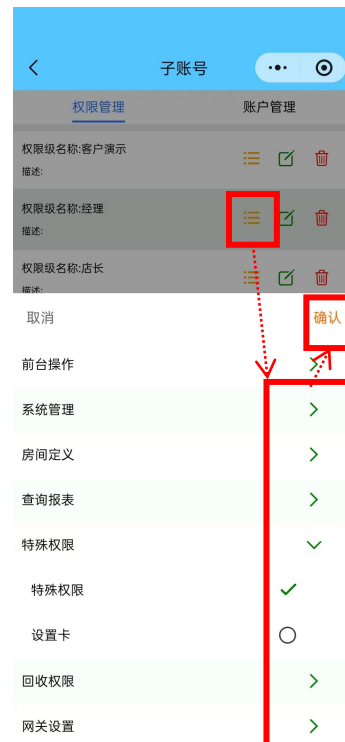 子账号
权限管理 账户管理
权限级名称:客户演示
描述:
权限级名称:经理
描述:
权限级名称:店长
描述:
取消 确认
前台操作
系统管理
房间定义
查询报表
特殊权限
特殊权限
设置卡
回收权限
网关设置